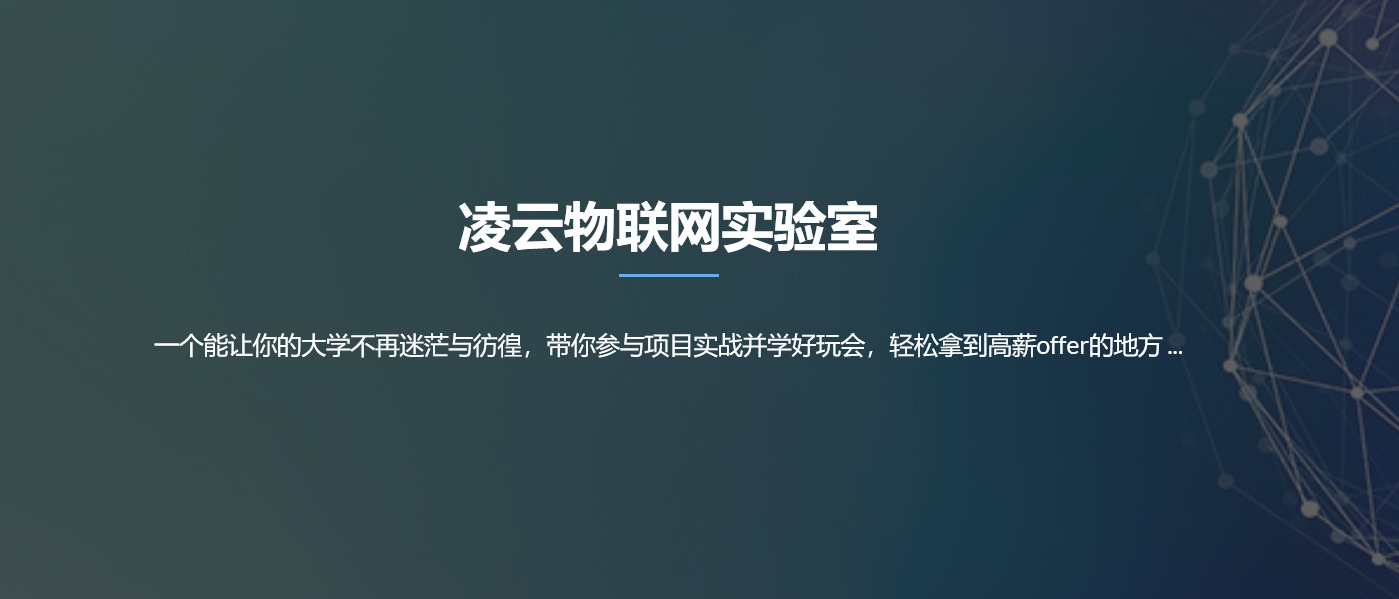 凌云物联网实验室
一个能让你的大学不再迷茫与彷徨，带你参与项目实战并学好玩会，轻松拿到高薪offer的地方 ...